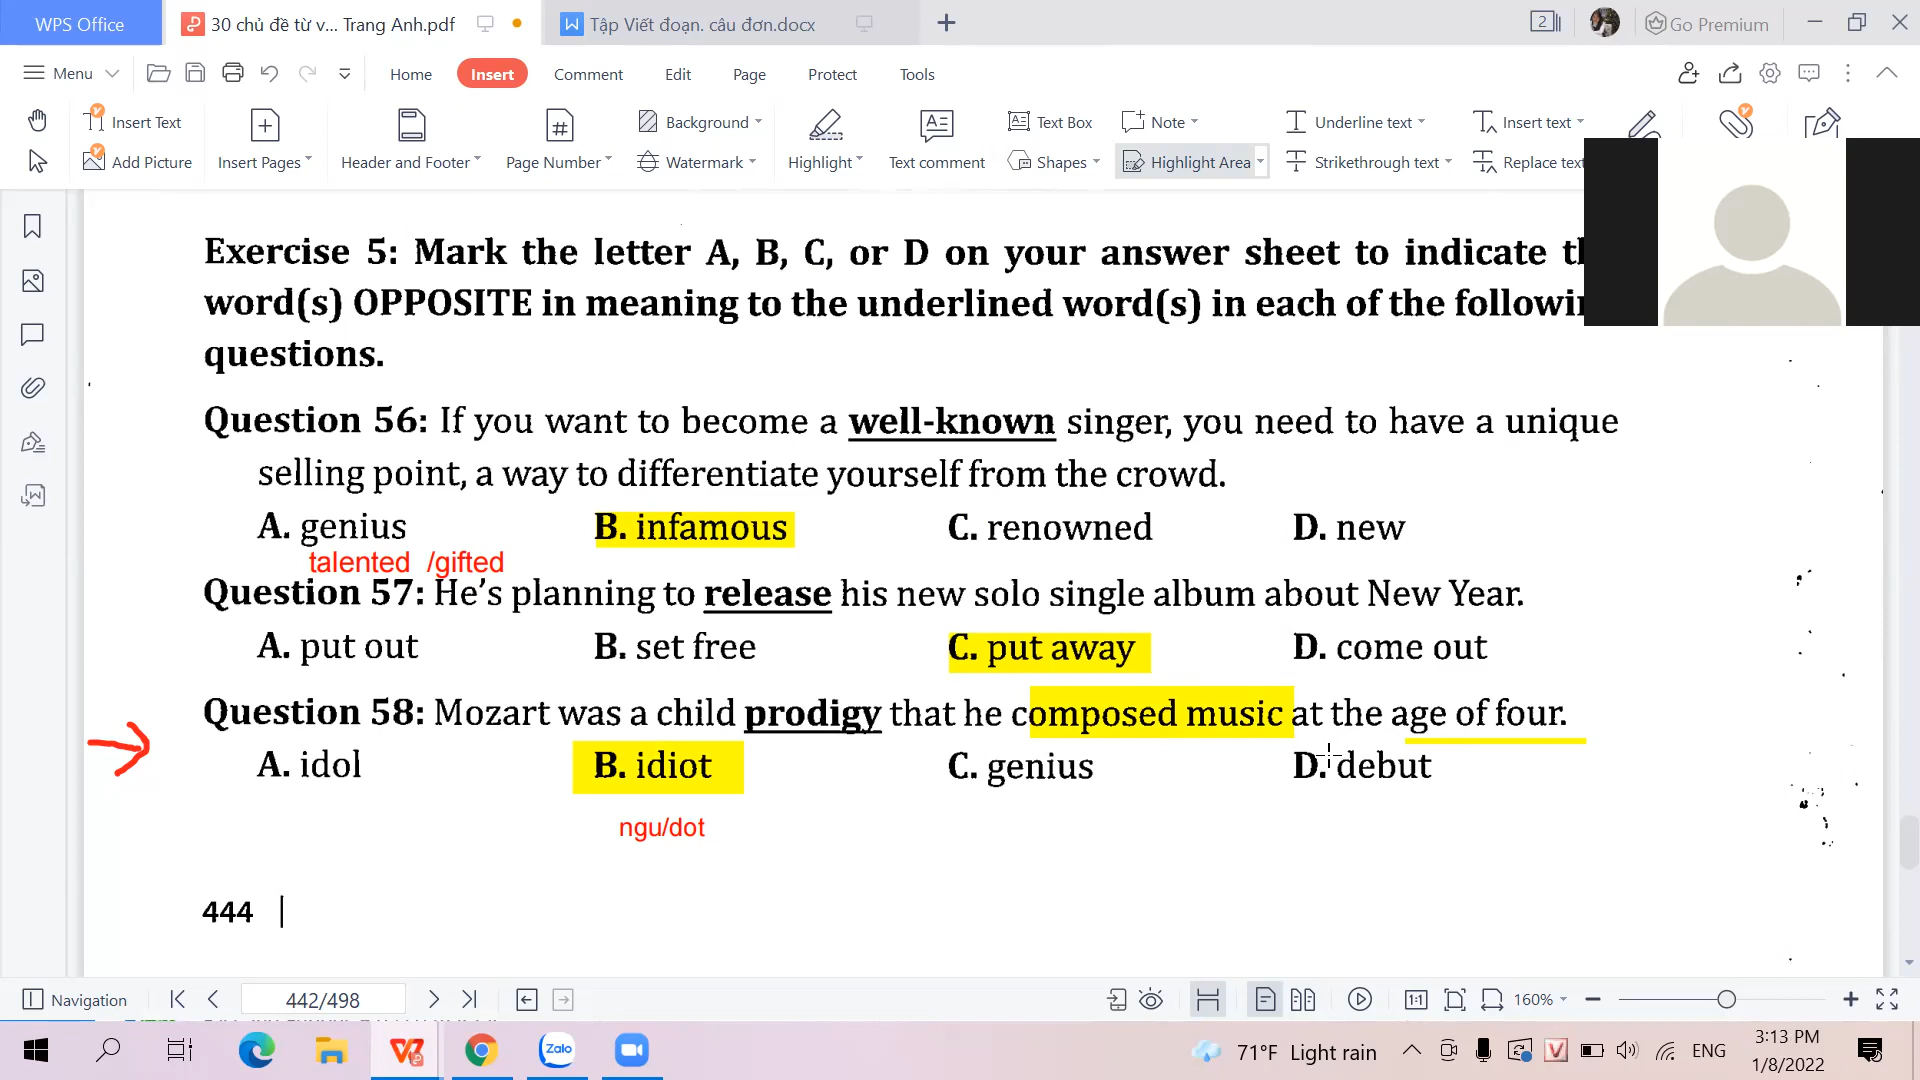 WPS Office
30 chủ đề từ v... Trang Anh.pdf
Tập Viết đoạn. câu đơn.docx
2
Go Premium
Menu
Home
Insert
Comment
Edit
Page
Protect
Tools
Insert Text
Add Picture
Insert Pages
Header and Footer
Page Number
Background
Watermark
Highlight
Text comment
Text Box
Shapes
Note
Highlight Area
Underline text
Strikethrough text
Insert text
Replace text
Exercise 5: Mark the letter A, B, C, or D on your answer sheet to indicate
word(s) OPPOSITE in meaning to the underlined word(s) in each of the
questions.
Question 56: If you want to become a well-known singer, you need to have a unique
selling point, a way to differentiate yourself from the crowd.
A. genius B. infamous C. renowned D. new
talented /gifted
Question 57: He's planning to release his new solo single album about New Year.
A. put out B. set free C. put away D. come out
Question 58: Mozart was a child prodigy that he composed music at the age of four.
A. idol B. idiot C. genius D. debut
ngu/dot
444
Navigation
442/498
1:1
160%
Zalo
71°F Light rain
ENG
3:13 PM
1/8/2022